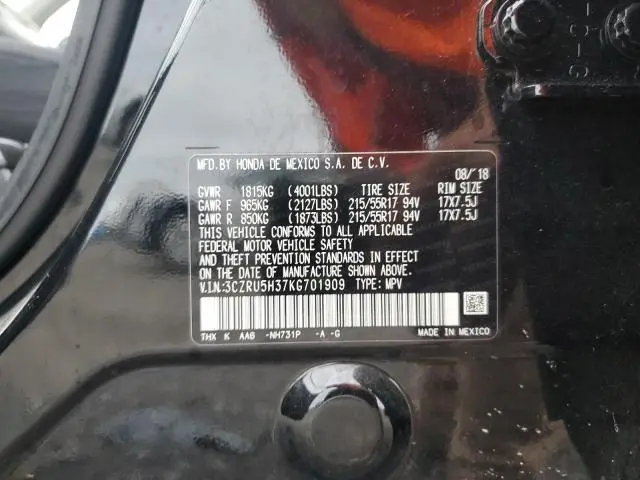 MFD.BY HONDA DE MEXICO S.A. DE C.V.
08/'18
GVWR 1815KG (4001LBS) TIRE SIZE RIM SIZE
GAWR F 965KG (2127LBS) 215/55R17 94V 17X7.5J
GAWR R 850KG (1873LBS) 215/55R17 94V 17X7.5J
THIS VEHICLE CONFORMS TO ALL APPLICABLE
FEDERAL MOTOR VEHICLE SAFETY
AND THEFT PREVENTION STANDARDS IN EFFECT
ON THE DATE OF MANUFACTURE SHOWN ABOVE.
V.I.N.:3CZRU5H37KG701909 TYPE: MPV
THX K AA6 -NH731P -A -G MADE IN MEXICO